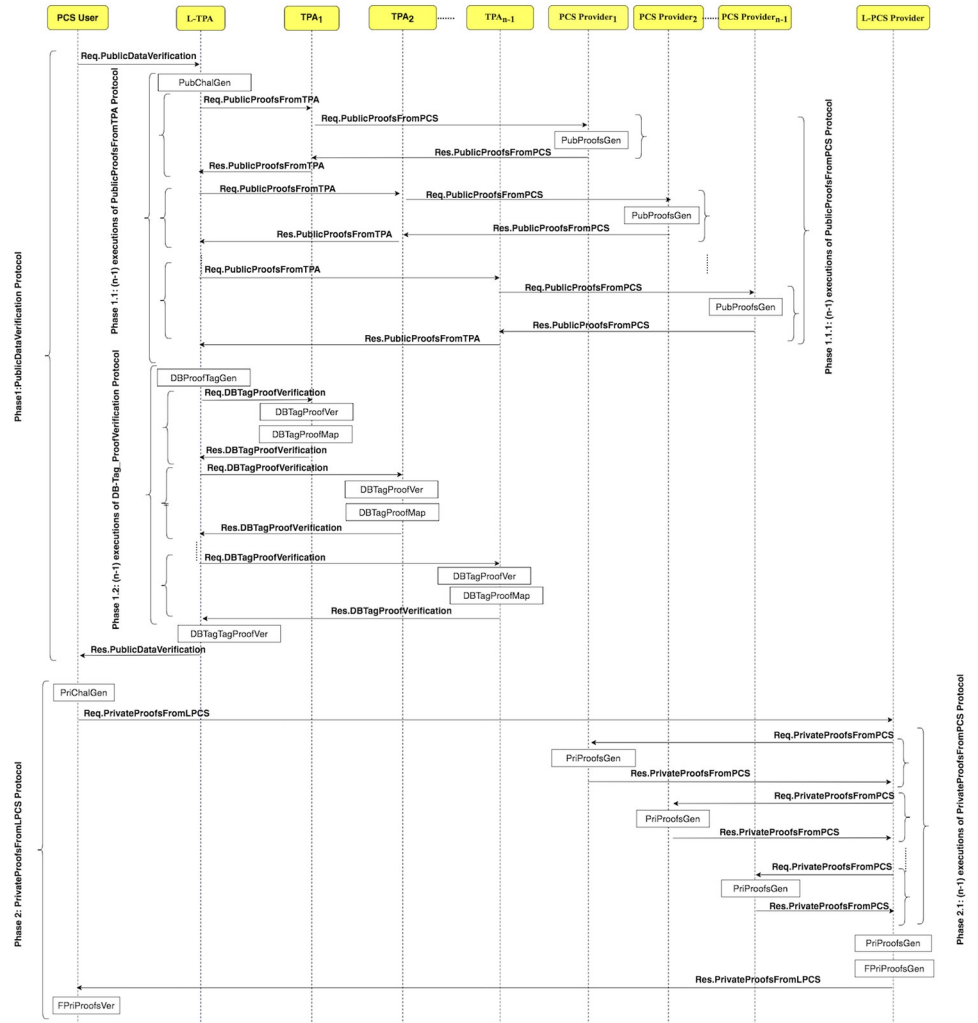 PCS User
L-TPA
TPA1
TPA2
TPAn-1
PCS Provider1
PCS Provider2
PCS Providern-1
L-PCS Provider
Req.PublicDataVerification
PubChalGen
Req.PublicProofsFromTPA
Req.PublicProofsFromPCS
PubProofsGen
Res.PublicProofsFromPCS
Res.PublicProofsFromTPA
Req.PublicProofsFromTPA
Req.PublicProofsFromPCS
PubProofsGen
Res.PublicProofsFromPCS
Res.PublicProofsFromTPA
Req.PublicProofsFromTPA
Req.PublicProofsFromPCS
PubProofsGen
Res.PublicProofsFromPCS
Res.PublicProofsFromTPA
Phase 1.1: (n-1) executions of PublicProofsFromTPA Protocol
Phase 1.1.1: (n-1) executions of PublicProofsFromPCS Protocol
Phase1:PublicDataVerification Protocol
DBProofTagGen
Req.DBTagProofVerification
DBTagProofVer
DBTagProofMap
Res.DBTagProofVerification
Req.DBTagProofVerification
DBTagProofVer
DBTagProofMap
Res.DBTagProofVerification
Req.DBTagProofVerification
DBTagProofVer
DBTagProofMap
Res.DBTagProofVerification
Phase 1.2: (n-1) executions of DB-Tag_ProofVerification Protocol
DBTagTagProofVer
Res.PublicDataVerification
PriChalGen
Req.PrivateProofsFromLPCS
Req.PrivateProofsFromPCS
PriProofsGen
Res.PrivateProofsFromPCS
Req.PrivateProofsFromPCS
PriProofsGen
Res.PrivateProofsFromPCS
Req.PrivateProofsFromPCS
PriProofsGen
Res.PrivateProofsFromPCS
Phase 2: PrivateProofsFromLPCS Protocol
Phase 2.1: (n-1) executions of PrivateProofsFromPCS Protocol
PriProofsGen
FPriProofsGen
Res.PrivateProofsFromLPCS
FPriProofsVer